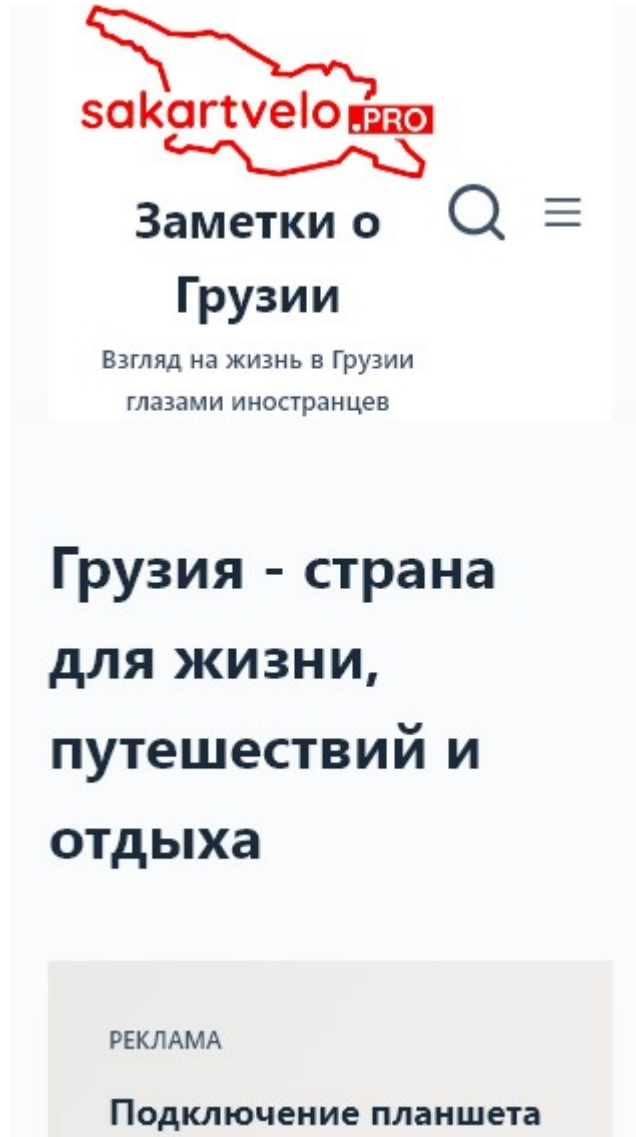 sakartvelo.PRO
Заметки о
Грузии
Взгляд на жизнь в Грузии
глазами иностранцев
Грузия - страна
для жизни,
путешествий и
отдыха
РЕКЛАМА
Подключение планшета